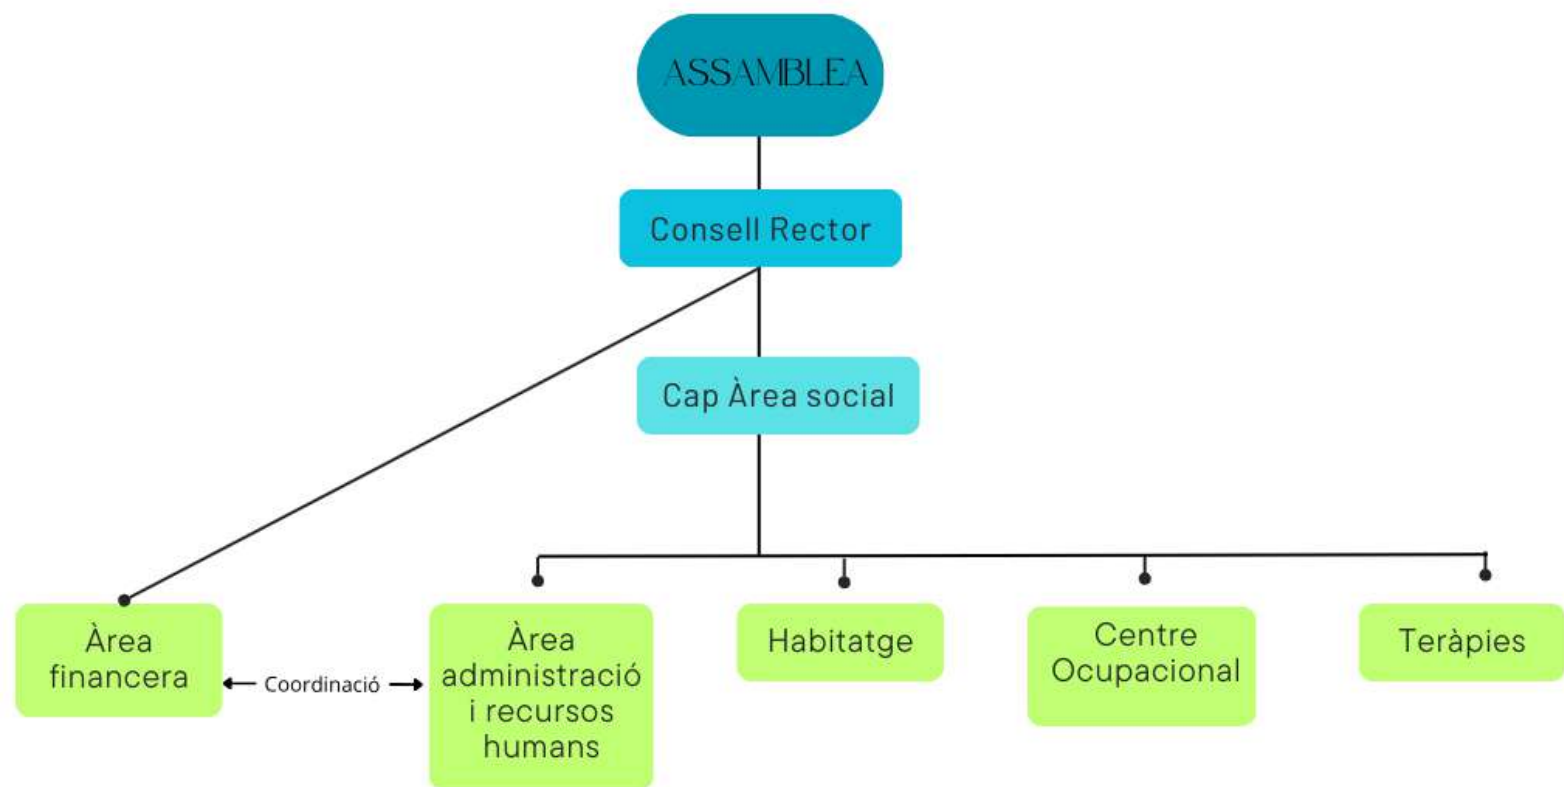 ASSAMBLEA
Consell Rector
Cap Àrea social
Àrea
financera
Coordinació
Àrea
administració
i recursos
humans
Habitatge
Centre
Ocupacional
Teràpies